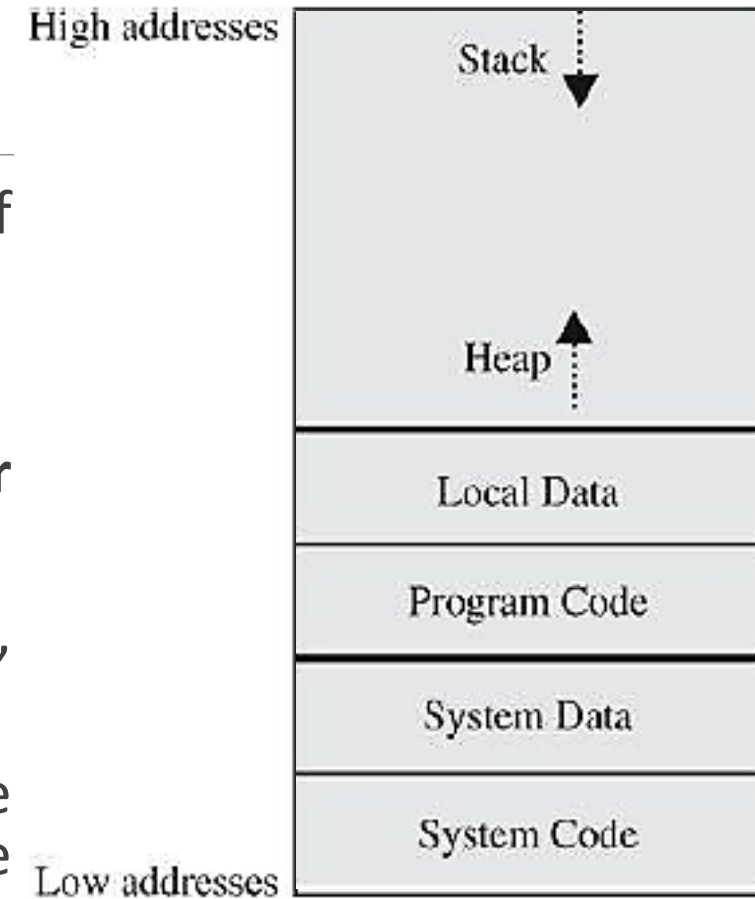 High addresses
Stack
f
Heap
r
Local Data
Program Code
,
System Data
e
System Code
e
Low addresses